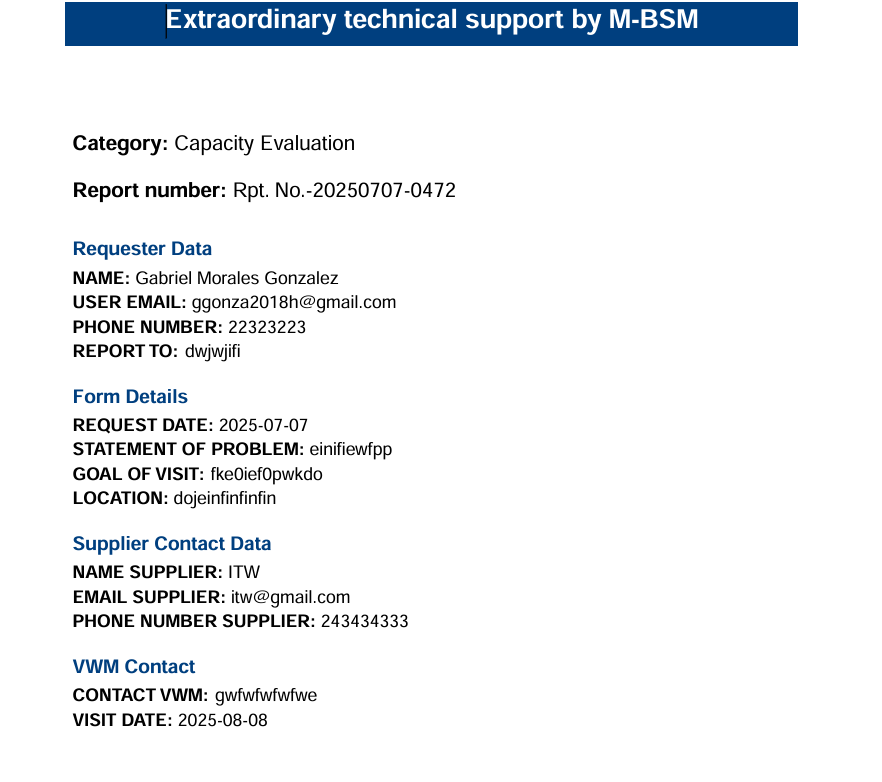 Extraordinary technical support by M-BSM
Category: Capacity Evaluation
Report number: Rpt. No.-20250707-0472
Requester Data
NAME: Gabriel Morales Gonzalez
USER EMAIL: ggonza2018h@gmail.com
PHONE NUMBER: 22323223
REPORT TO: dwjwjifi
Form Details
REQUEST DATE: 2025-07-07
STATEMENT OF PROBLEM: einifiewfpp
GOAL OF VISIT: fke0ief0pwkdo
LOCATION: dojeinfinfinfin
Supplier Contact Data
NAME SUPPLIER: ITW
EMAIL SUPPLIER: itw@gmail.com
PHONE NUMBER SUPPLIER: 243434333
VWM Contact
CONTACT VWM: gwfwfwfwfwe
VISIT DATE: 2025-08-08